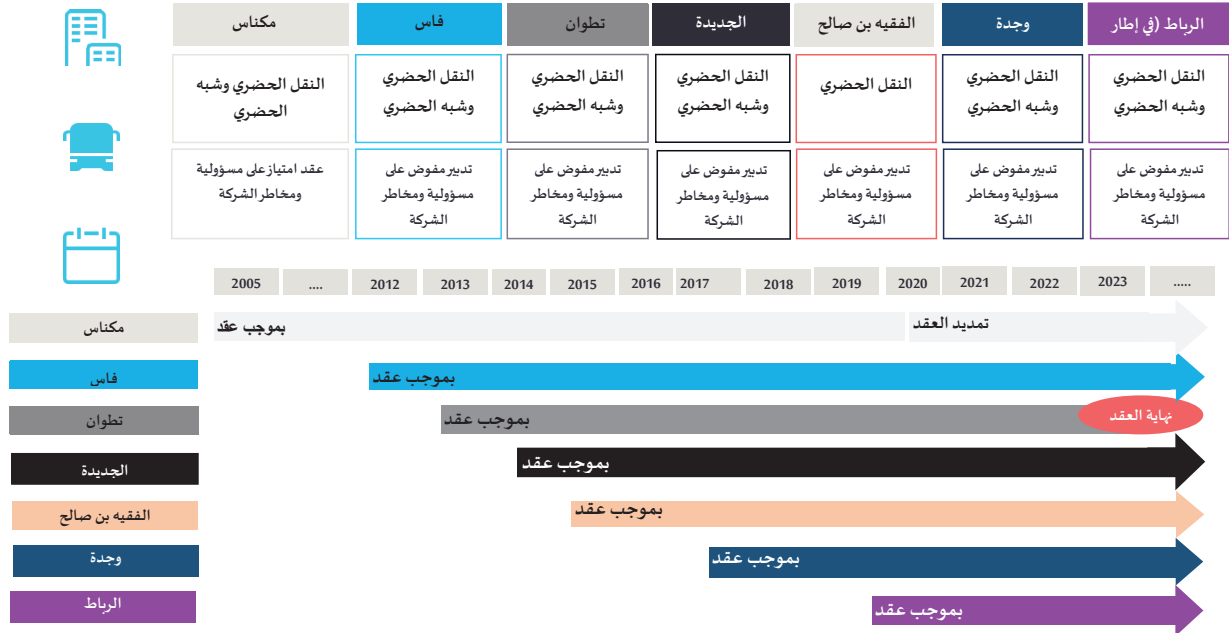 الرباط (في إطار
وجدة
الفقيه بن صالح
الجديدة
تطوان
فاس
مكناس
النقل الحضري
وشبه الحضري
النقل الحضري
وشبه الحضري
النقل الحضري
النقل الحضري
وشبه الحضري
النقل الحضري
وشبه الحضري
النقل الحضري
وشبه الحضري
النقل الحضري وشبه
الحضري
تدبير مفوض على
مسؤولية ومخاطر
الشركة
تدبير مفوض على
مسؤولية ومخاطر
الشركة
تدبير مفوض على
مسؤولية ومخاطر
الشركة
تدبير مفوض على
مسؤولية ومخاطر
الشركة
تدبير مفوض على
مسؤولية ومخاطر
الشركة
تدبير مفوض على
مسؤولية ومخاطر
الشركة
عقد امتياز على مسؤولية
ومخاطر الشركة
2005 .... 2012 2013 2014 2015 2016 2017 2018 2019 2020 2021 2022 2023 .....
مكناس
بموجب عقد
تمديد العقد
فاس
بموجب عقد
تطوان
بموجب عقد
نهاية العقد
الجديدة
بموجب عقد
الفقيه بن صالح
بموجب عقد
وجدة
بموجب عقد
الرباط
بموجب عقد